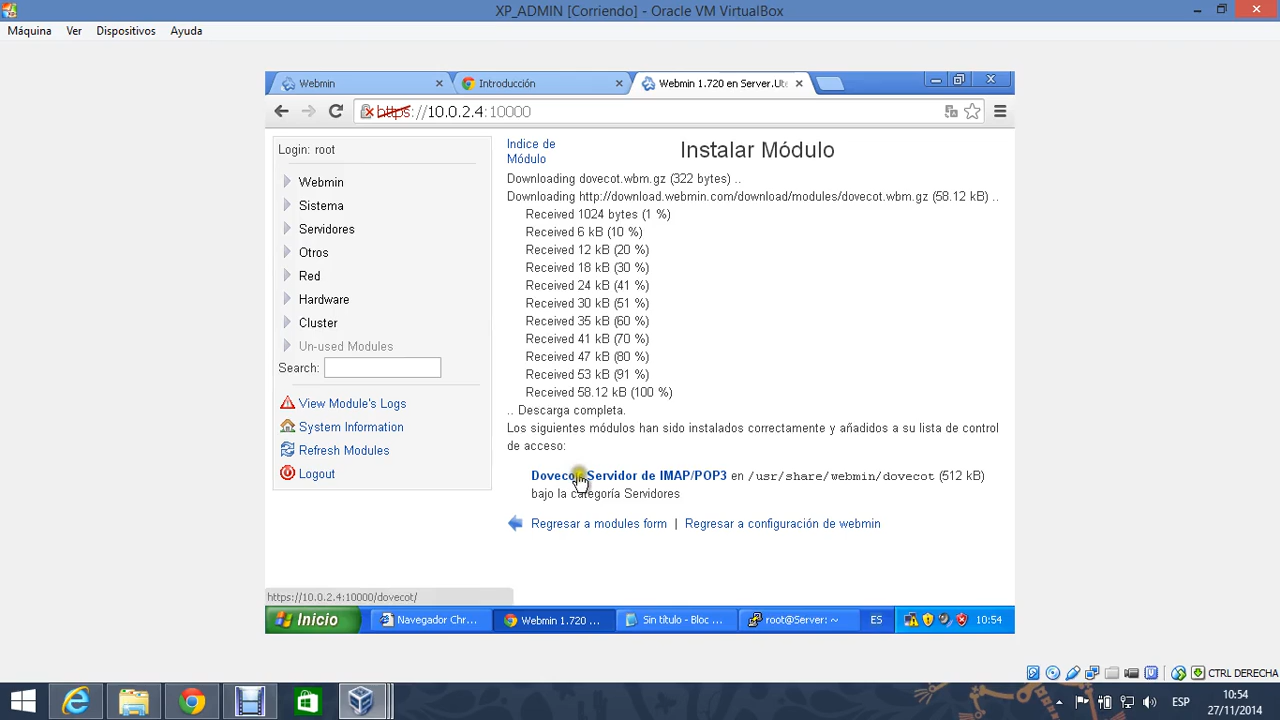 XP_ADMIN [Corriendo] - Oracle VM VirtualBox
Máquina Ver Dispositivos Ayuda
Webmin
Introducción
Webmin 1.720 en Server.Ute
https://10.0.2.4:10000
Login: root
Webmin
Sistema
Servidores
Otros
Red
Hardware
Cluster
Un-used Modules
Search:
View Module's Logs
System Information
Refresh Modules
Logout
Indice de
Módulo
Instalar Módulo
Downloading dovecot.wbm.gz (322 bytes) ..
Downloading http://download.webmin.com/download/modules/dovecot.wbm.gz (58.12 kB) ..
Received 1024 bytes (1 %)
Received 6 kB (10 %)
Received 12 kB (20 %)
Received 18 kB (30 %)
Received 24 kB (41 %)
Received 30 kB (51 %)
Received 35 kB (60 %)
Received 41 kB (70 %)
Received 47 kB (80 %)
Received 53 kB (91 %)
Received 58.12 kB (100 %)
.. Descarga completa.
Los siguientes módulos han sido instalados correctamente y añadidos a su lista de control
de acceso:
Dovecot Servidor de IMAP/POP3 en /usr/share/webmin/dovecot (512 kB)
bajo la categoría Servidores
Regresar a modules form | Regresar a configuración de webmin
https://10.0.2.4:10000/dovecot/
Inicio
Navegador Chr...
Webmin 1.720 ...
Sin título - Bloc ...
root@Server: ~
ES
10:54
CTRL DERECHA
ESP
10:54
27/11/2014